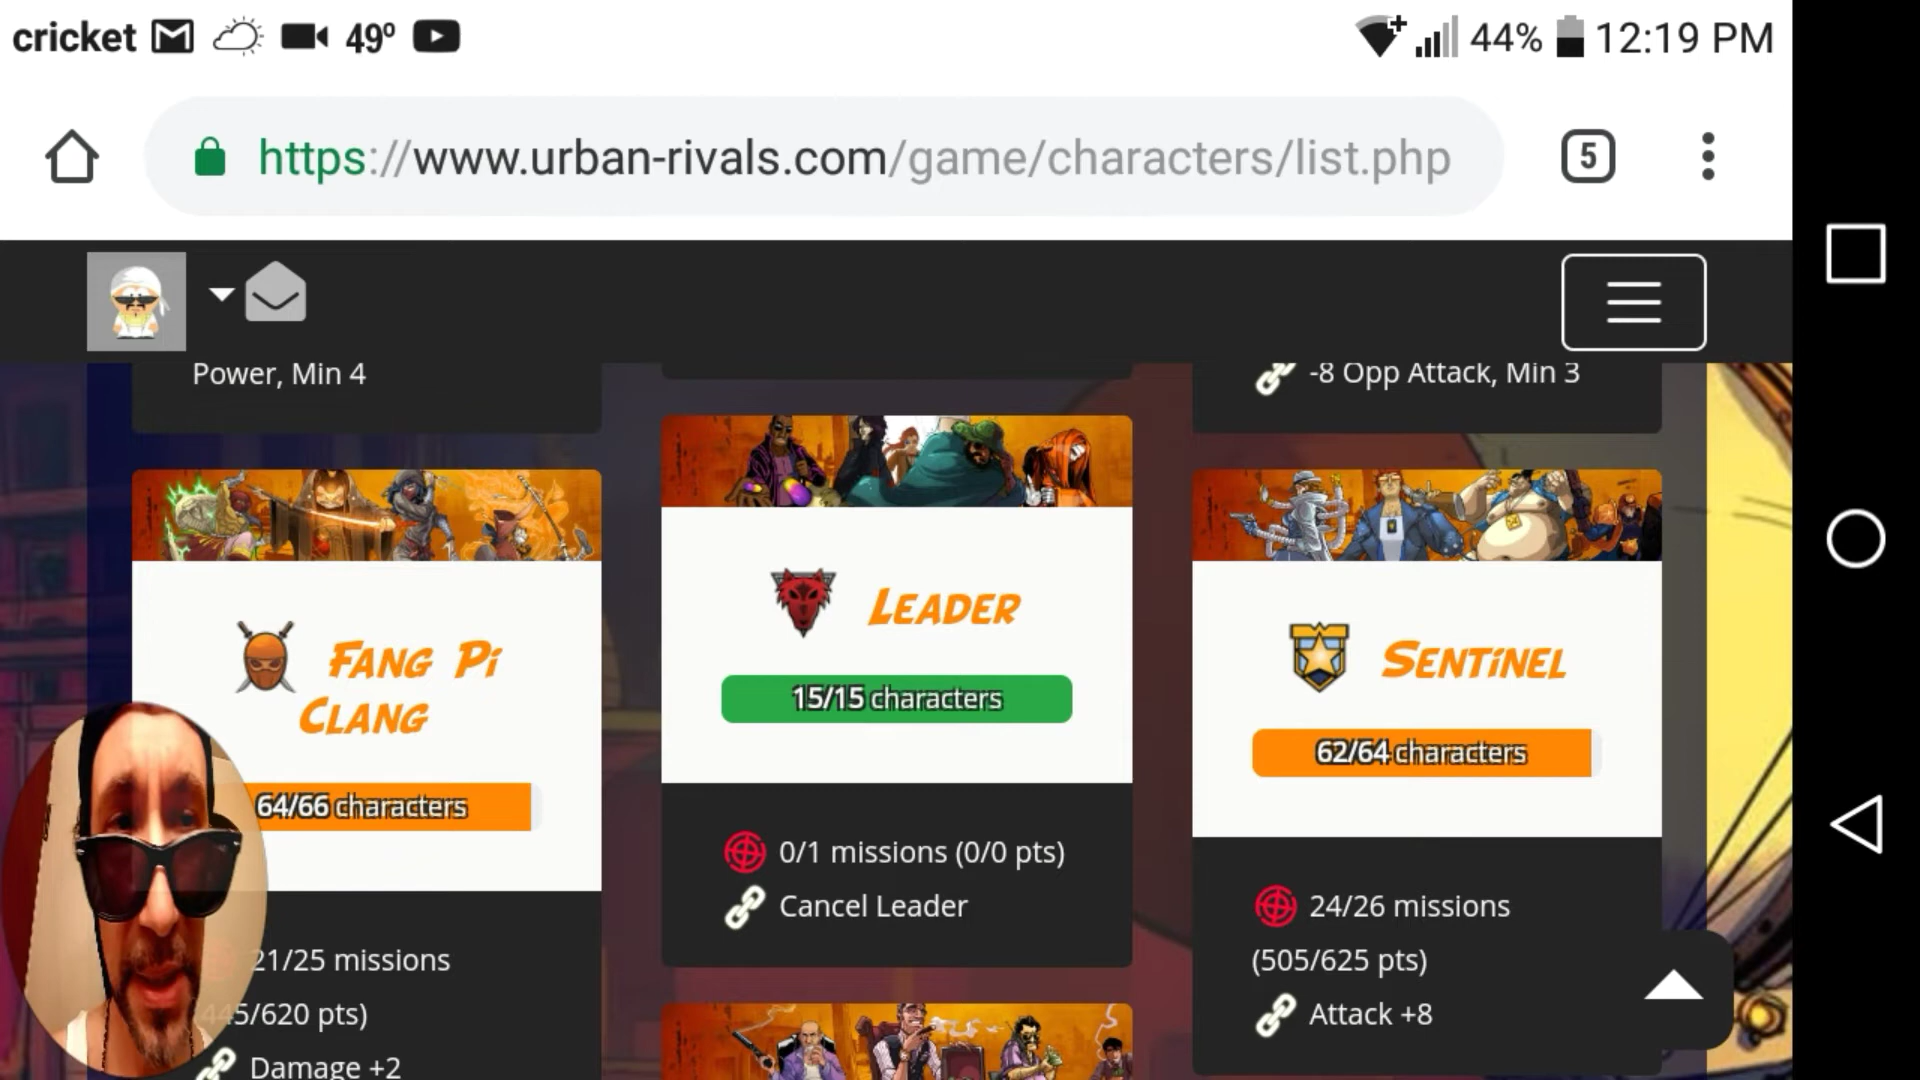 cricket 49º 44% 12:19 PM
https://www.urban-rivals.com/game/characters/list.php 5
Power, Min 4
-8 Opp Attack, Min 3
FANG Pi
CLANG
64/66 characters
21/25 missions
445/620 pts)
Damage +2
LEADER
15/15 characters
0/1 missions (0/0 pts)
Cancel Leader
SENTiNEL
62/64 characters
24/26 missions
(505/625 pts)
Attack +8